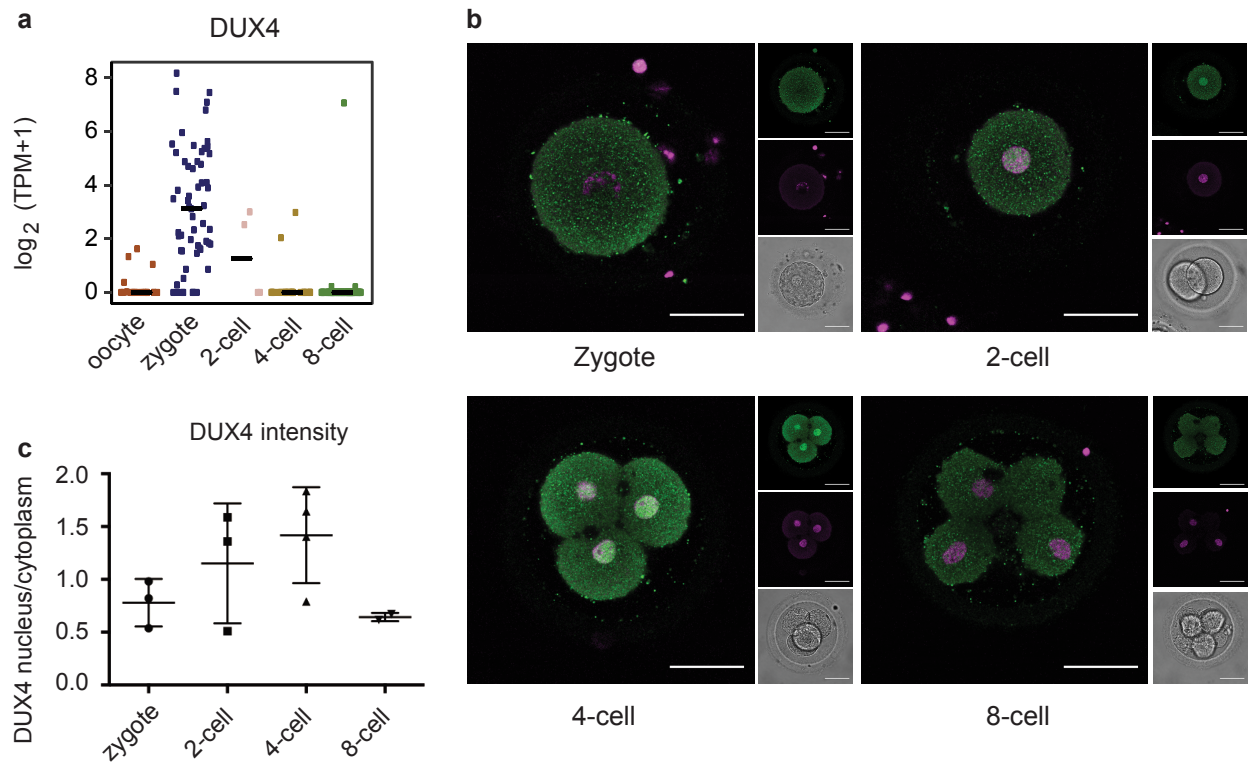 a
DUX4
log2 (TPM+1)
8
6
4
2
0
oocyte
zygote
2-cell
4-cell
8-cell
b
Zygote
2-cell
4-cell
8-cell
c
DUX4 intensity
DUX4 nucleus/cytoplasm
2.0
1.5
1.0
0.5
0.0
zygote
2-cell
4-cell
8-cell